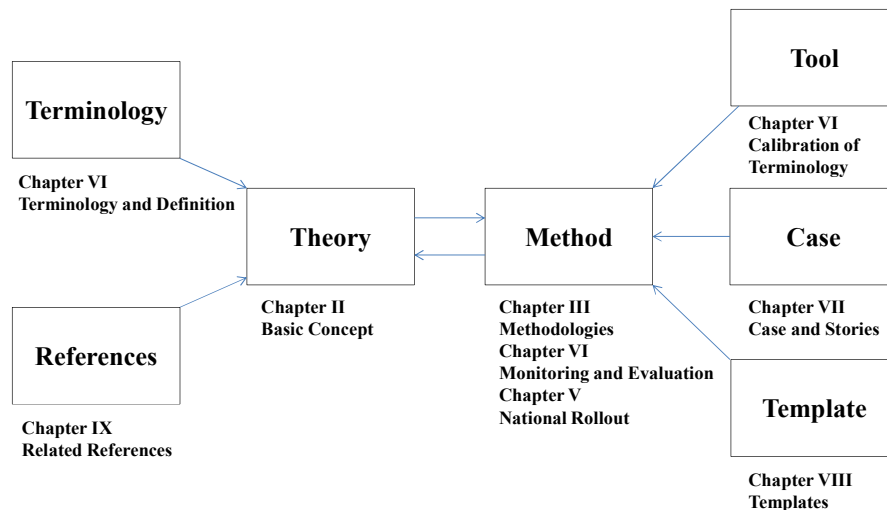 Terminology
Chapter VI
Terminology and Definition
References
Chapter IX
Related References
Theory
Chapter II
Basic Concept
Method
Chapter III
Methodologies
Chapter VI
Monitoring and Evaluation
Chapter V
National Rollout
Tool
Chapter VI
Calibration of
Terminology
Case
Chapter VII
Case and Stories
Template
Chapter VIII
Templates